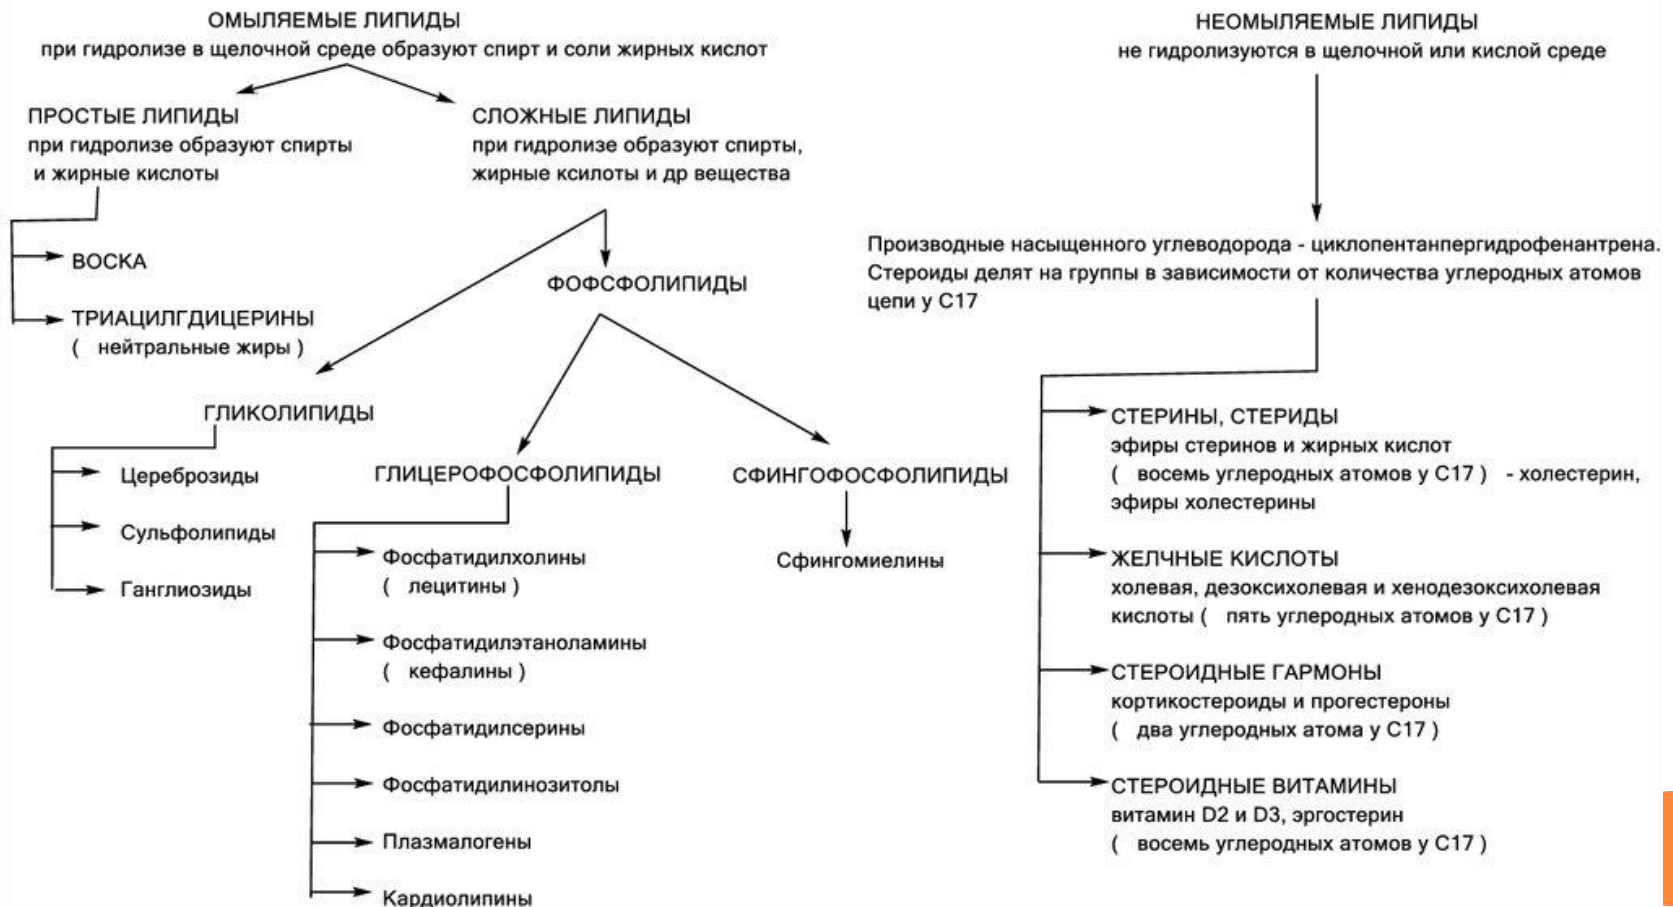 ОМЫЛЯЕМЫЕ ЛИПИДЫ
при гидролизе в щелочной среде образуют спирт и соли жирных кислот
ПРОСТЫЕ ЛИПИДЫ
при гидролизе образуют спирты
и жирные кислоты
ВОСКА
ТРИАЦИЛГДИЦЕРИНЫ
( нейтральные жиры )
СЛОЖНЫЕ ЛИПИДЫ
при гидролизе образуют спирты,
жирные ксилоты и др вещества
ФОФСФОЛИПИДЫ
ГЛИКОЛИПИДЫ
Цереброзиды
Сульфолипиды
Ганглиозиды
ГЛИЦЕРОФОСФОЛИПИДЫ
Фосфатидилхолины
( лецитины )
Фосфатидилэтаноламины
( кефалины )
Фосфатидилсерины
Фосфатидилинозитолы
Плазмалогены
Кардиолипины
СФИНГОФОСФОЛИПИДЫ
Сфингомиелины
НЕОМЫЛЯЕМЫЕ ЛИПИДЫ
не гидролизуются в щелочной или кислой среде
Производные насыщенного углеводорода - циклопентанпергидрофенантрена.
Стероиды делят на группы в зависимости от количества углеродных атомов
цепи у С17
СТЕРИНЫ, СТЕРИДЫ
эфиры стеринов и жирных кислот
( восемь углеродных атомов у С17 ) - холестерин,
эфиры холестерины
ЖЕЛЧНЫЕ КИСЛОТЫ
холевая, дезоксихолевая и хенодезоксихолевая
кислоты ( пять углеродных атомов у С17 )
СТЕРОИДНЫЕ ГАРМОНЫ
кортикостероиды и прогестероны
( два углеродных атома у С17 )
СТЕРОИДНЫЕ ВИТАМИНЫ
витамин D2 и D3, эргостерин
( восемь углеродных атомов у С17 )